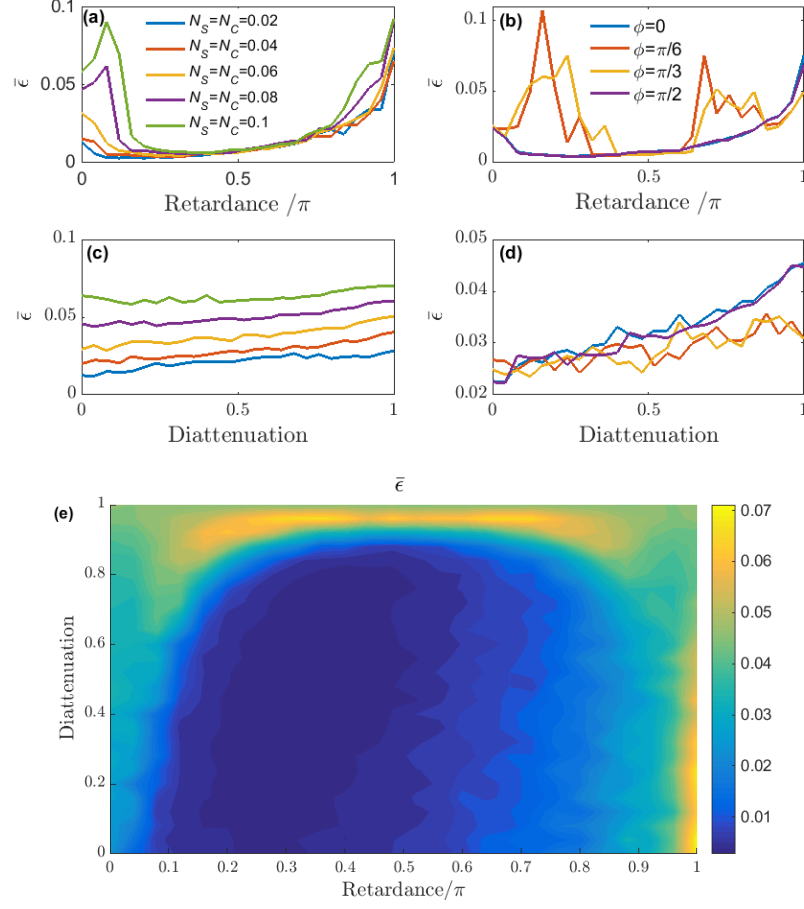 (a)
N_S=N_C=0.02
N_S=N_C=0.04
N_S=N_C=0.06
N_S=N_C=0.08
N_S=N_C=0.1
0.1
0.05
0
ϵ̄
0
0.5
1
Retardance /π
(b)
ϕ=0
ϕ=π/6
ϕ=π/3
ϕ=π/2
0.1
0.05
0
ϵ̄
0
0.5
1
Retardance /π
(c)
0.1
0.05
0
ϵ̄
0
0.5
1
Diattenuation
(d)
0.05
0.04
0.03
0.02
ϵ̄
0
0.5
1
Diattenuation
ϵ̄
(e)
1
0.8
0.6
0.4
0.2
0
Diattenuation
0
0.1
0.2
0.3
0.4
0.5
0.6
0.7
0.8
0.9
1
Retardance/π
0.07
0.06
0.05
0.04
0.03
0.02
0.01